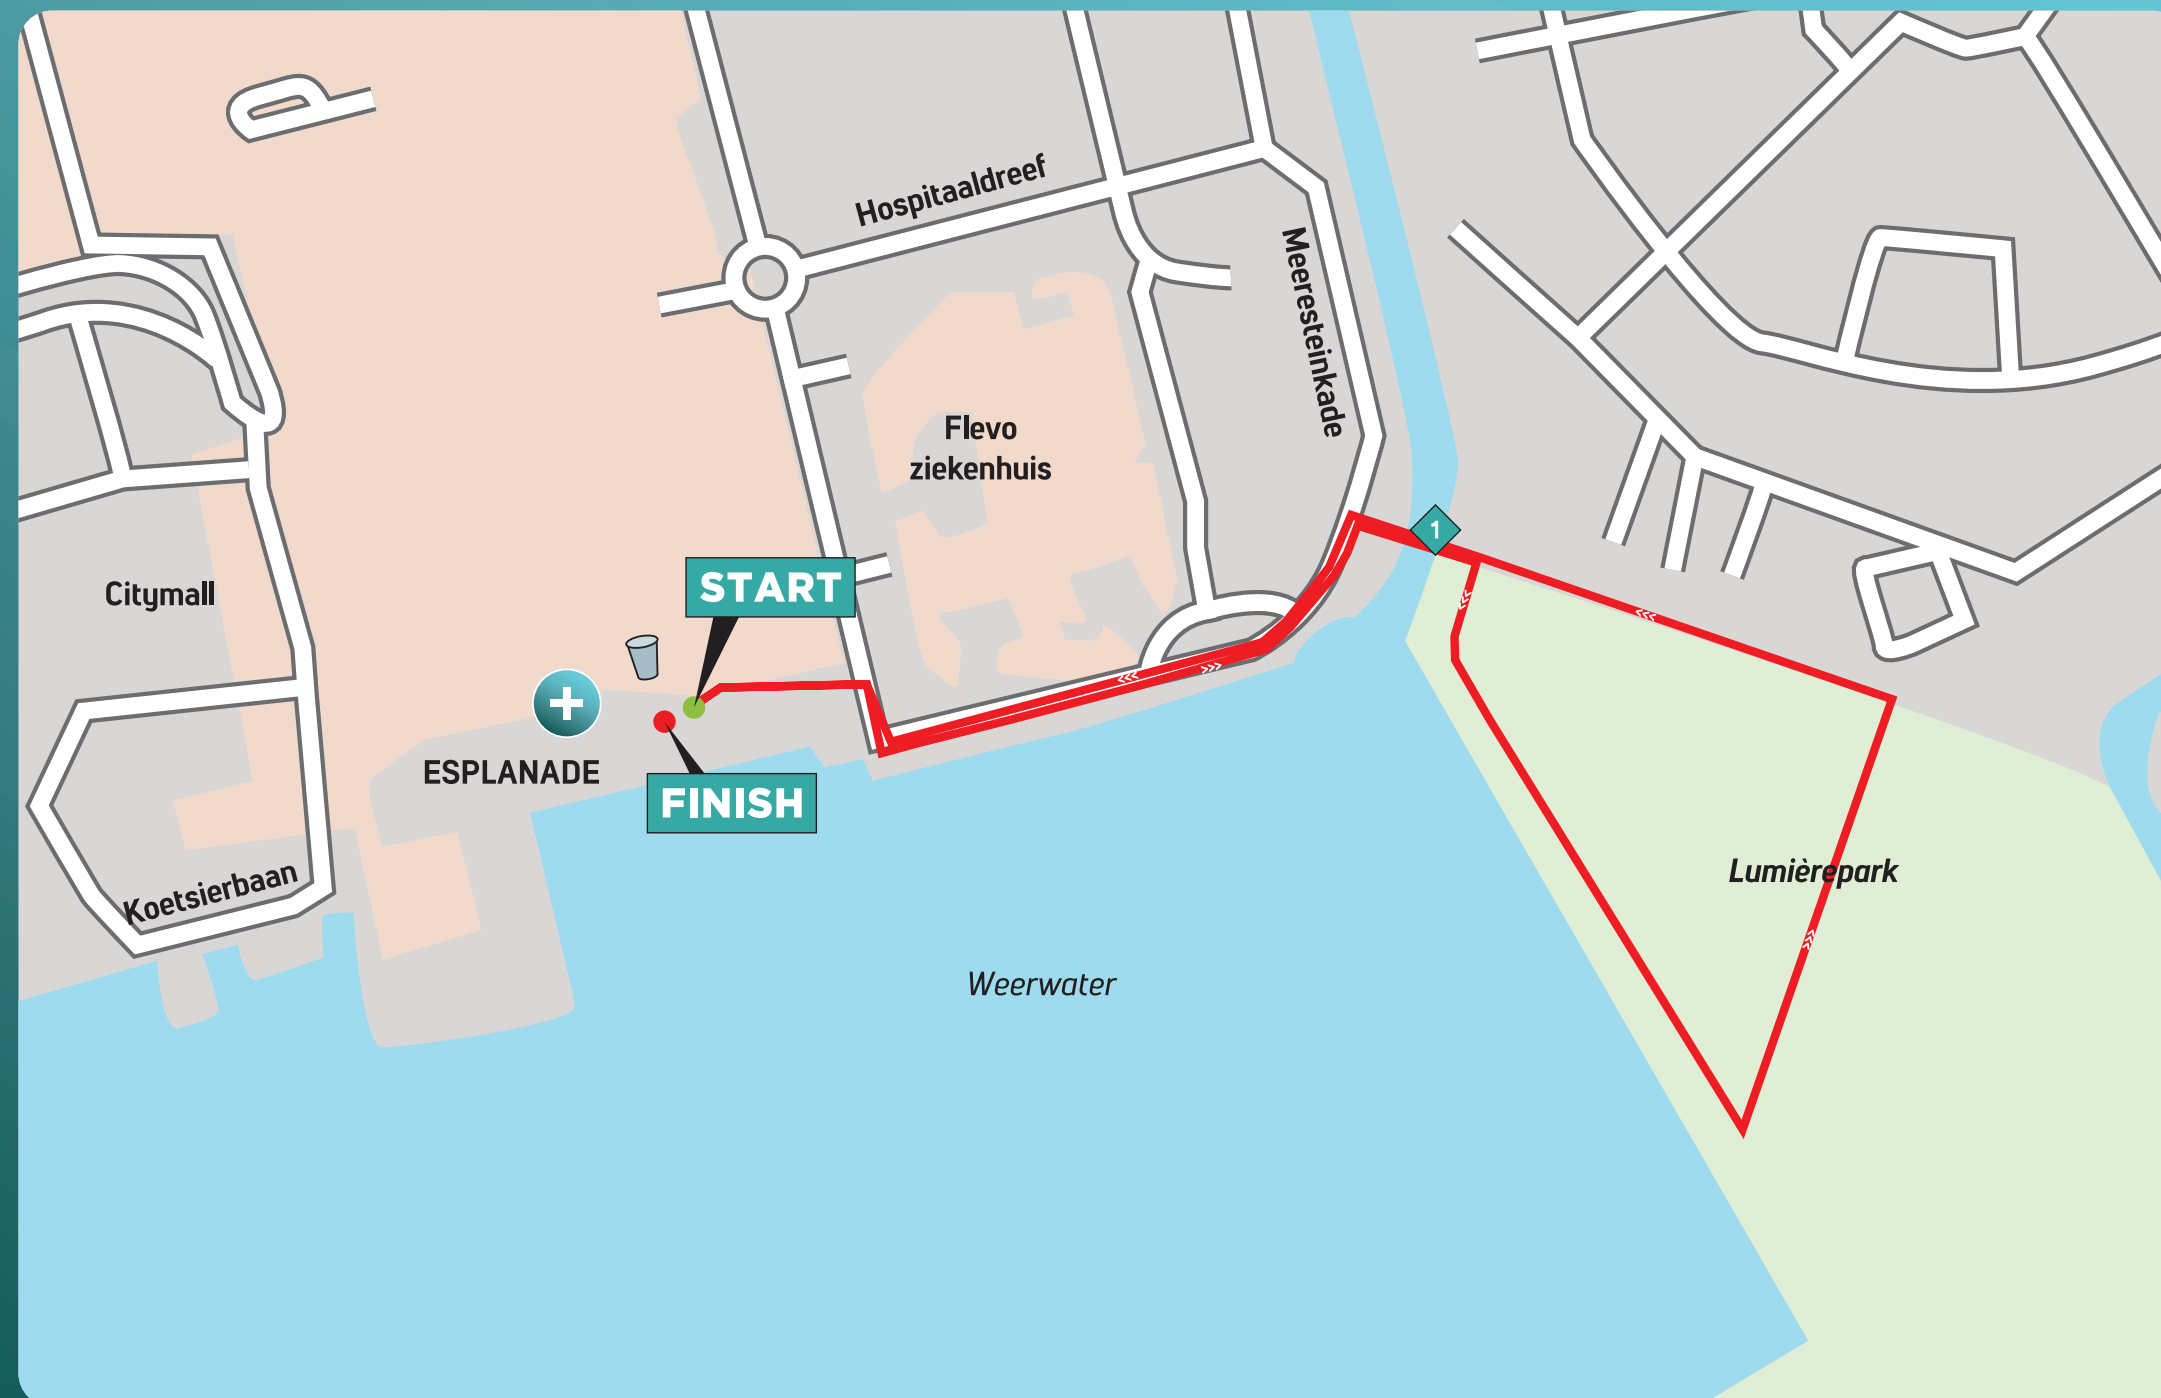 Hospitaaldreef
Meeresteinkade
Flevo
ziekenhuis
1
START
Citymall
ESPLANADE
FINISH
Koetsierbaan
Lumièrepark
Weerwater